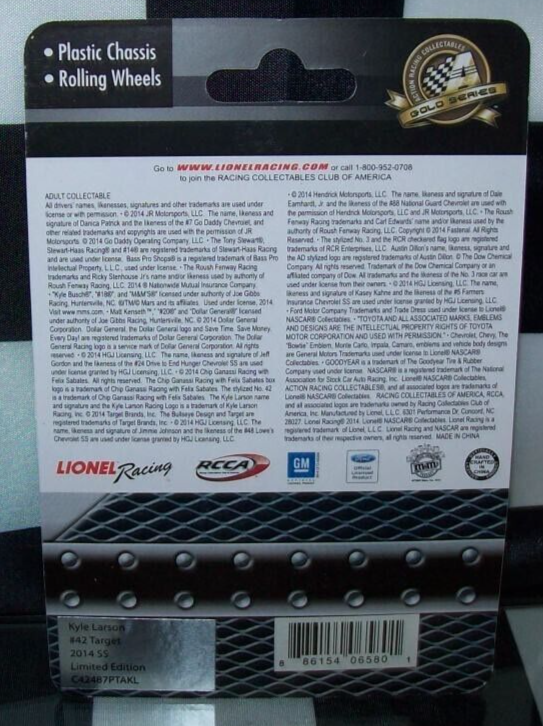 • Plastic Chassis
• Rolling Wheels
ACTION RACING COLLECTABLES
GOLD SERIES
Go to WWW.LIONELRACING.COM or call 1-800-952-0708
to join the RACING COLLECTABLES CLUB OF AMERICA
ADULT COLLECTABLE
All drivers' names, likenesses, signatures and other trademarks are used under
license or with permission. • © 2014 JR Motorsports, LLC. The name, likeness and
signature of Danica Patrick and the likeness of the #7 Go Daddy Chevrolet, and
other related trademarks and copyrights are used with the permission of JR
Motorsports. © 2014 Go Daddy Operating Company, LLC. • The Tony Stewart®,
Stewart-Haas Racing® and #14® are registered trademarks of Stewart-Haas Racing
and are used under license. Bass Pro Shops® is a registered trademark of Bass Pro
Intellectual Property, L.L.C., used under license. • The Roush Fenway Racing
trademarks and Ricky Stenhouse Jr.'s name and/or likeness used by authority of
Roush Fenway Racing, LLC. 2014 ® Nationwide Mutual Insurance Company.
• "Kyle Busch®", "#18®", and "M&M'S®" licensed under authority of Joe Gibbs
Racing, Huntersville, NC. ®/TM/© Mars and its affiliates. Used under license, 2014.
Visit www.mms.com. • Matt Kenseth™, "#20®" and "Dollar General®" licensed
under authority of Joe Gibbs Racing, Huntersville, NC. © 2014 Dollar General
Corporation. Dollar General, the Dollar General logo and Save Time. Save Money.
Every Day! are registered trademarks of Dollar General Corporation. The Dollar
General Racing logo is a service mark of Dollar General Corporation. All rights
reserved. • © 2014 HGJ Licensing, LLC. The name, likeness and signature of Jeff
Gordon and the likeness of the #24 Drive to End Hunger Chevrolet SS are used
under license granted by HGJ Licensing, LLC. • © 2014 Chip Ganassi Racing with
Felix Sabates. All rights reserved. The Chip Ganassi Racing with Felix Sabates box
logo is a trademark of Chip Ganassi Racing with Felix Sabates. The stylized No. 42
is a trademark of Chip Ganassi Racing with Felix Sabates. The Kyle Larson name
and signature and the Kyle Larson Racing Logo is a trademark of Kyle Larson
Racing, Inc. © 2014 Target Brands, Inc. The Bullseye Design and Target are
registered trademarks of Target Brands, Inc. • © 2014 HGJ Licensing, LLC. The
name, likeness and signature of Jimmie Johnson and the likeness of the #48 Lowe's
Chevrolet SS are used under license granted by HGJ Licensing, LLC.
• © 2014 Hendrick Motorsports, LLC. The name, likeness and signature of Dale
Earnhardt, Jr. and the likeness of the #88 National Guard Chevrolet are used with
the permission of Hendrick Motorsports, LLC and JR Motorsports, LLC. • The Roush
Fenway Racing trademarks and Carl Edwards' name and/or likeness used by the
authority of Roush Fenway Racing, LLC. Copyright © 2014 Fastenal. All Rights
Reserved. • The stylized No. 3 and the RCR checkered flag logo are registered
trademarks of RCR Enterprises, LLC. Austin Dillon's name, likeness, signature and
the AD stylized logo are registered trademarks of Austin Dillon. © The Dow Chemical
Company. All rights reserved. Trademark of the Dow Chemical Company or an
affiliated company of Dow. All trademarks and the likeness of the No. 3 race car are
used under license from their owners. • © 2014 HGJ Licensing, LLC. The name,
likeness and signature of Kasey Kahne and the likeness of the #5 Farmers
Insurance Chevrolet SS are used under license granted by HGJ Licensing, LLC.
• Ford Motor Company Trademarks and Trade Dress used under license to Lionel®
NASCAR® Collectables. • "TOYOTA AND ALL ASSOCIATED MARKS, EMBLEMS
AND DESIGNS ARE THE INTELLECTUAL PROPERTY RIGHTS OF TOYOTA
MOTOR CORPORATION AND USED WITH PERMISSION." • Chevrolet, Chevy, The
"Bowtie" Emblem, Monte Carlo, Impala, Camaro, emblems and vehicle body designs
are General Motors Trademarks used under license to Lionel® NASCAR®
Collectables. • GOODYEAR is a trademark of The Goodyear Tire & Rubber
Company used under license. NASCAR® is a registered trademark of The National
Association for Stock Car Auto Racing, Inc. Lionel® NASCAR® Collectables,
ACTION RACING COLLECTABLES®, and all associated logos are trademarks of
Lionel® NASCAR® Collectables. RACING COLLECTABLES OF AMERICA, RCCA,
and all associated logos are trademarks owned by Racing Collectables Club of
America, Inc. Manufactured by Lionel, L.L.C. 6301 Performance Dr, Concord, NC
28027. Lionel Racing® 2014. Lionel® NASCAR® Collectables. Lionel Racing is a
registered trademark of Lionel, L.L.C. Lionel Racing and NASCAR are registered
trademarks of their respective owners, all rights reserved. MADE IN CHINA
LIONEL Racing
RCCA
GM
Ford
Official
Licensed
Product
m&m's
HAND
CRAFTED
IN
CHINA
Kyle Larson
#42 Target
2014 SS
Limited Edition
C42487PTAKL
8 86154 06580 1